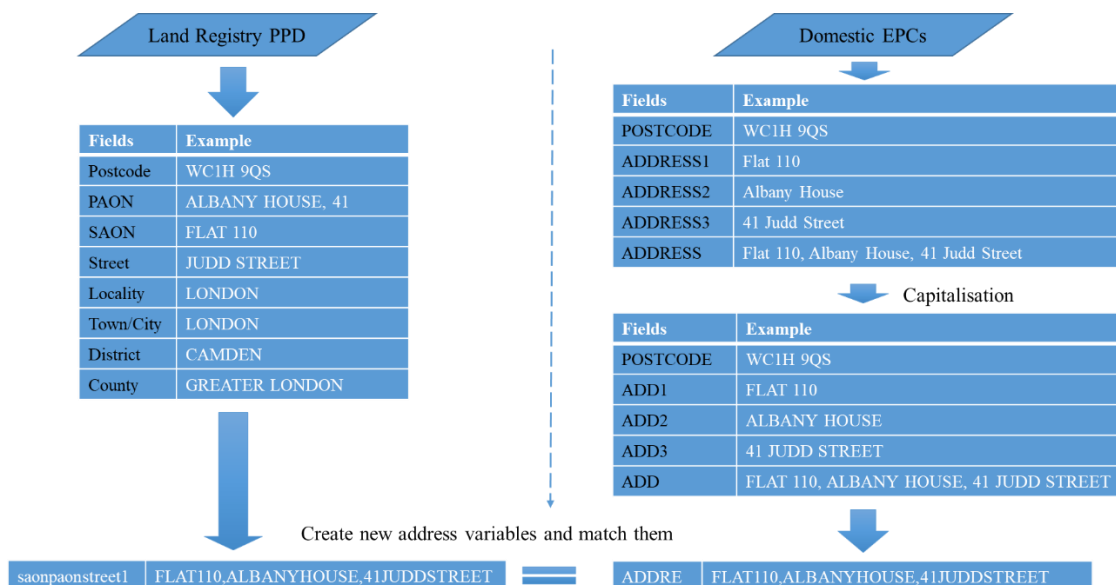 Land Registry PPD
Fields Example
Postcode WC1H 9QS
PAON ALBANY HOUSE, 41
SAON FLAT 110
Street JUDD STREET
Locality LONDON
Town/City LONDON
District CAMDEN
County GREATER LONDON
Domestic EPCs
Fields Example
POSTCODE WC1H 9QS
ADDRESS1 Flat 110
ADDRESS2 Albany House
ADDRESS3 41 Judd Street
ADDRESS Flat 110, Albany House, 41 Judd Street
Capitalisation
Fields Example
POSTCODE WC1H 9QS
ADD1 FLAT 110
ADD2 ALBANY HOUSE
ADD3 41 JUDD STREET
ADD FLAT 110, ALBANY HOUSE, 41 JUDD STREET
Create new address variables and match them
saonpaonstreet1 FLAT110,ALBANYHOUSE,41JUDDSTREET
ADDRE FLAT110,ALBANYHOUSE,41JUDDSTREET